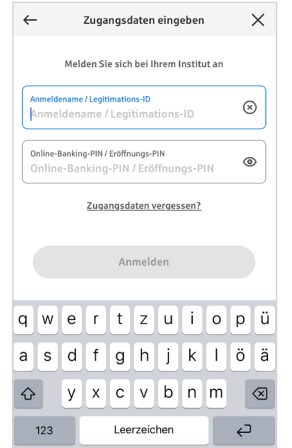 Zugangsdaten eingeben
Melden Sie sich bei Ihrem Institut an
Anmeldename / Legitimations-ID
Anmeldename / Legitimations-ID
Online-Banking-PIN / Eröffnungs-PIN
Online-Banking-PIN / Eröffnungs-PIN
Zugangsdaten vergessen?
Anmelden
q w e r t z u i o p ü
a s d f g h j k l ö ä
y x c v b n m
123 Leerzeichen